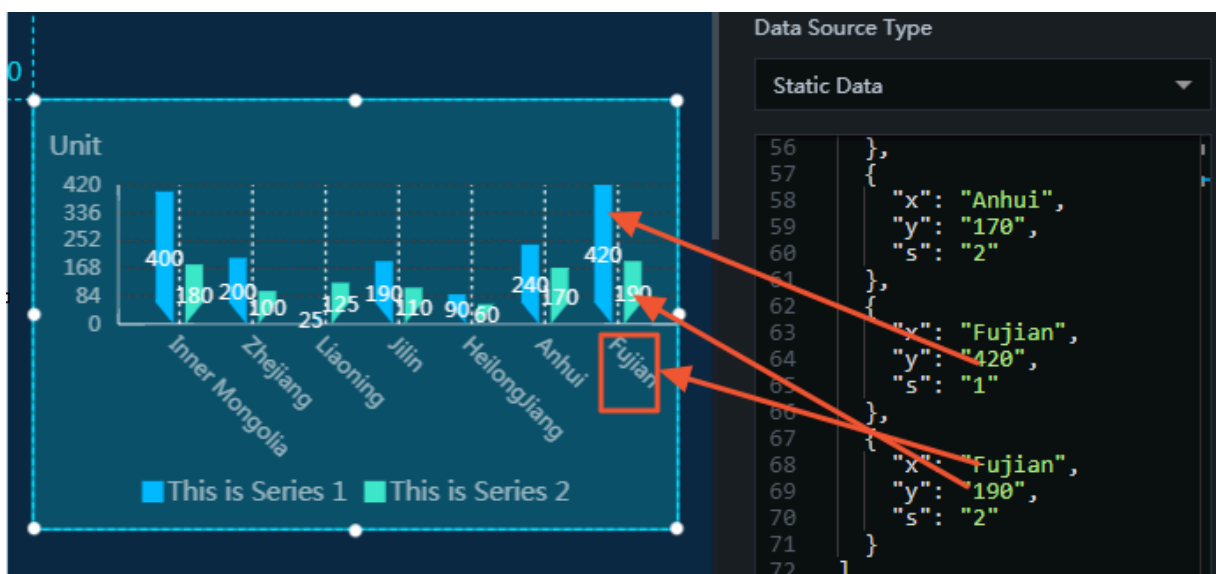 Data Source Type
0
Static Data
Unit
420
336
252
168
84
0
400
180
200
100
25
125
190
110
90
60
240
170
420
190
Inner Mongolia
Zhejiang
Liaoning
Jilin
HeilongJiang
Anhui
Fujian
This is Series 1
This is Series 2
56 },
57 {
58 "x": "Anhui",
59 "y": "170",
60 "s": "2"
61 },
62 {
63 "x": "Fujian",
64 "y": "420",
65 "s": "1"
66 },
67 {
68 "x": "Fujian",
69 "y": "190",
70 "s": "2"
71 }
72 ]